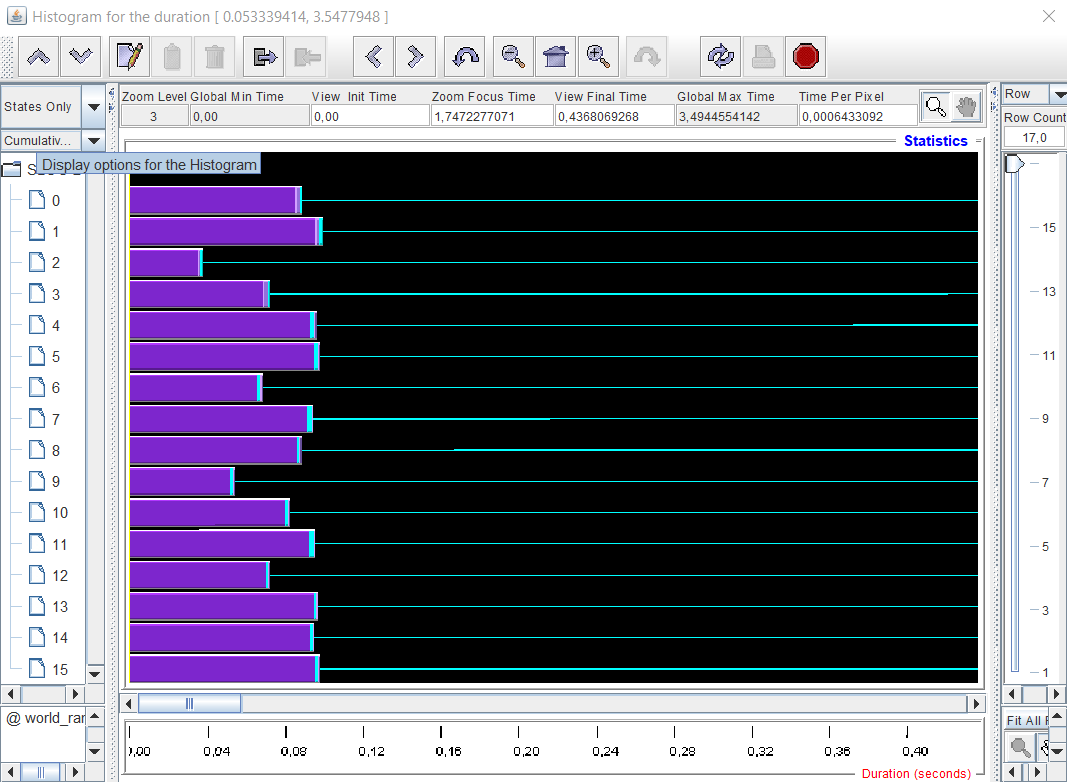 Histogram for the duration [ 0.053339414, 3.5477948 ]
States Only
Zoom Level Global Min Time View Init Time Zoom Focus Time View Final Time Global Max Time Time Per Pixel
3 0,00 0,00 1,7472277071 0,4368069268 3,4944554142 0,0006433092
Row
Row Count
17,0
Cumulativ...
Statistics
Display options for the Histogram
0
1
2
3
4
5
6
7
8
9
10
11
12
13
14
15
15
13
11
9
7
5
3
1
@ world_rar
Fit All
0,00 0,04 0,08 0,12 0,16 0,20 0,24 0,28 0,32 0,36 0,40
Duration (seconds)